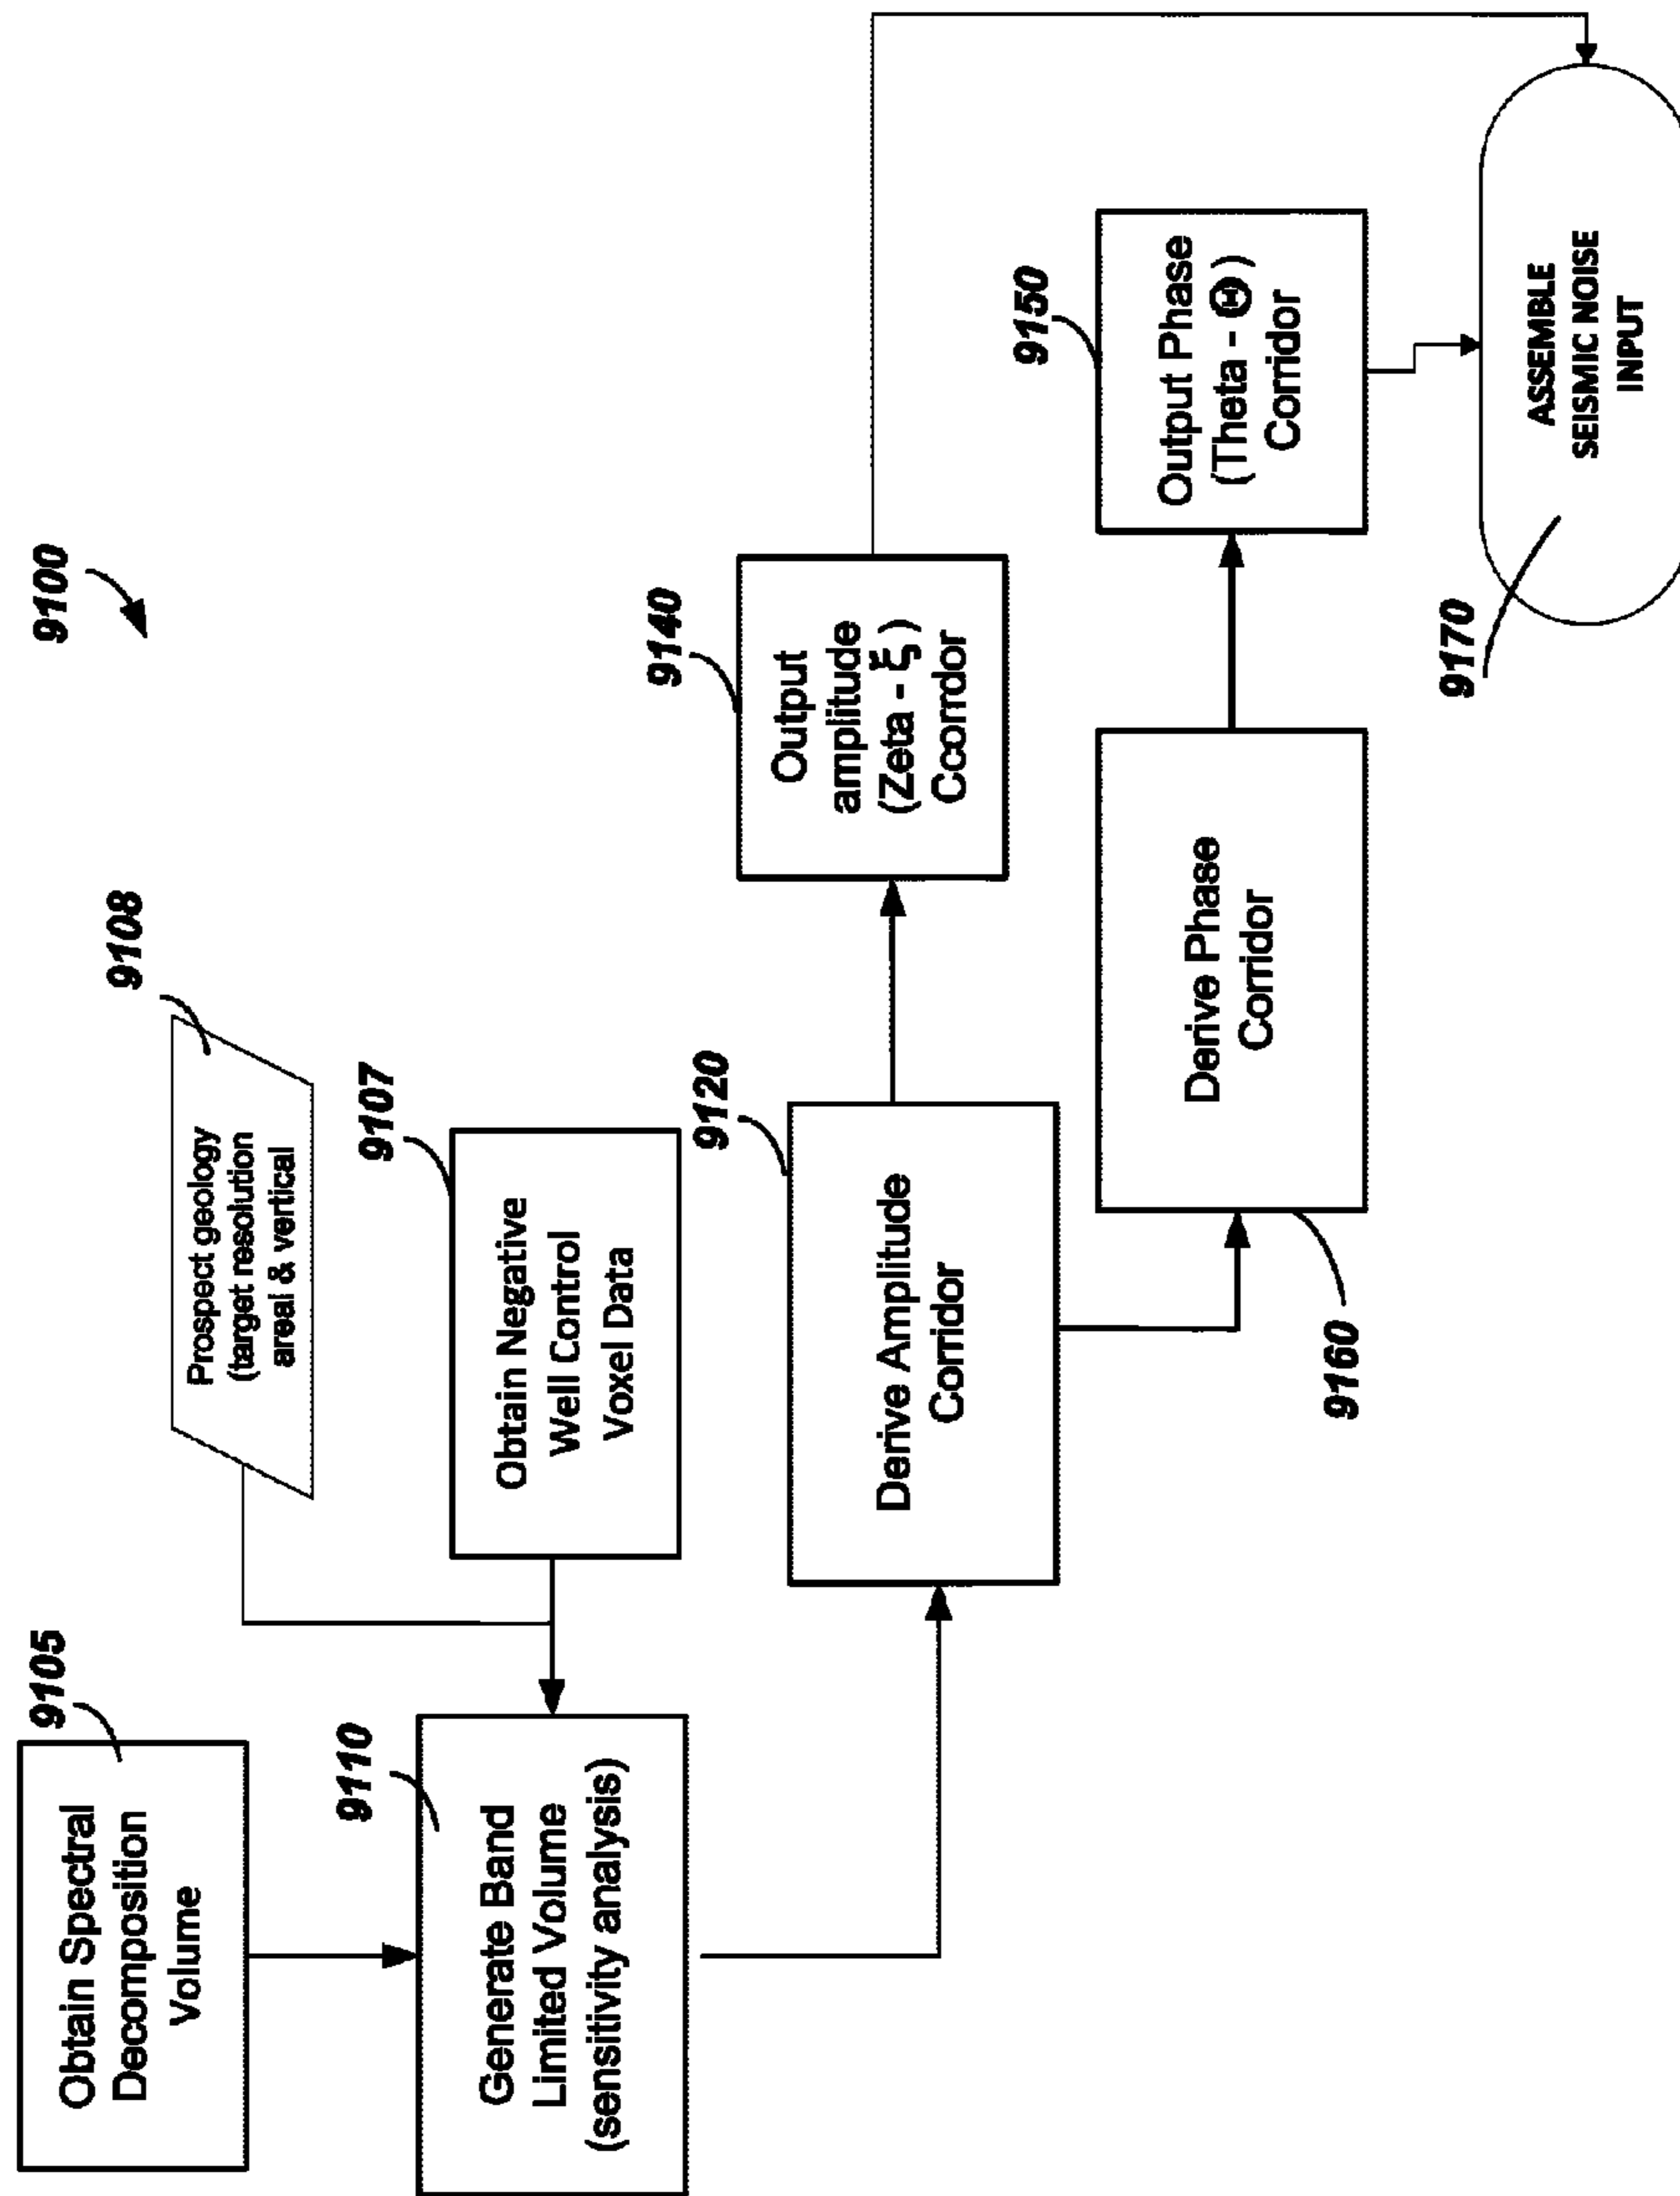 9100
9105
Obtain Spectral
Decomposition
Volume
9108
Prospect geology
(target resolution
areal & vertical
9107
Obtain Negative
Well Control
Voxel Data
9110
Generate Band
Limited Volume
(sensitivity analysis)
9120
Derive Amplitude
Corridor
9140
Output
amplitude
(Zeta - ξ)
Ccorrdor
9160
Derive Phase
Corridor
9150
Output Phase
(Theta - Θ))
Corridor
9170
ASSEMBLE
SEISMIC NOISE
INPUT